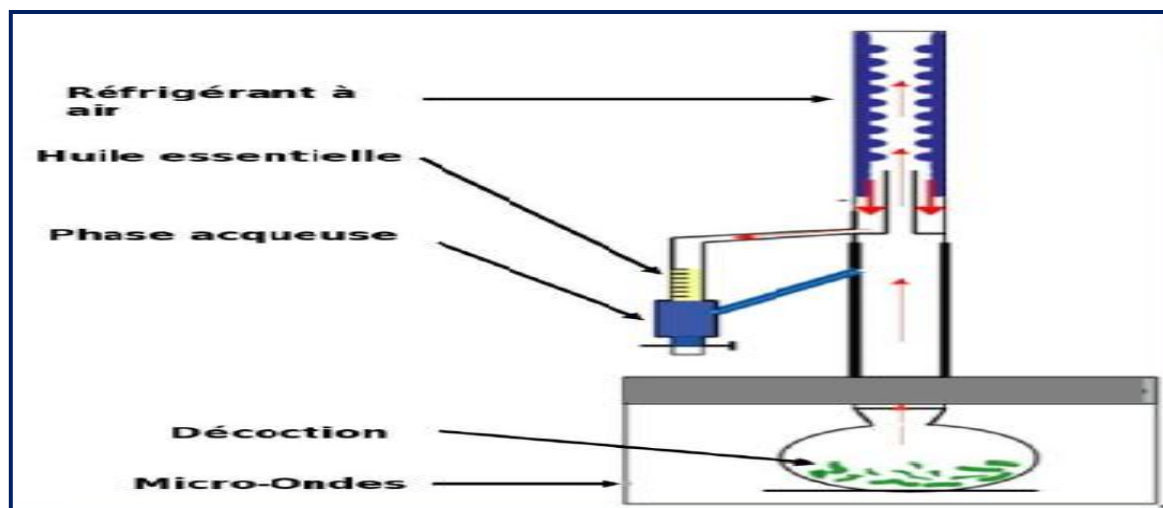 Réfrigérant à
air
Huile essentielle
Phase acqueuse
Décoction
Micro-Ondes